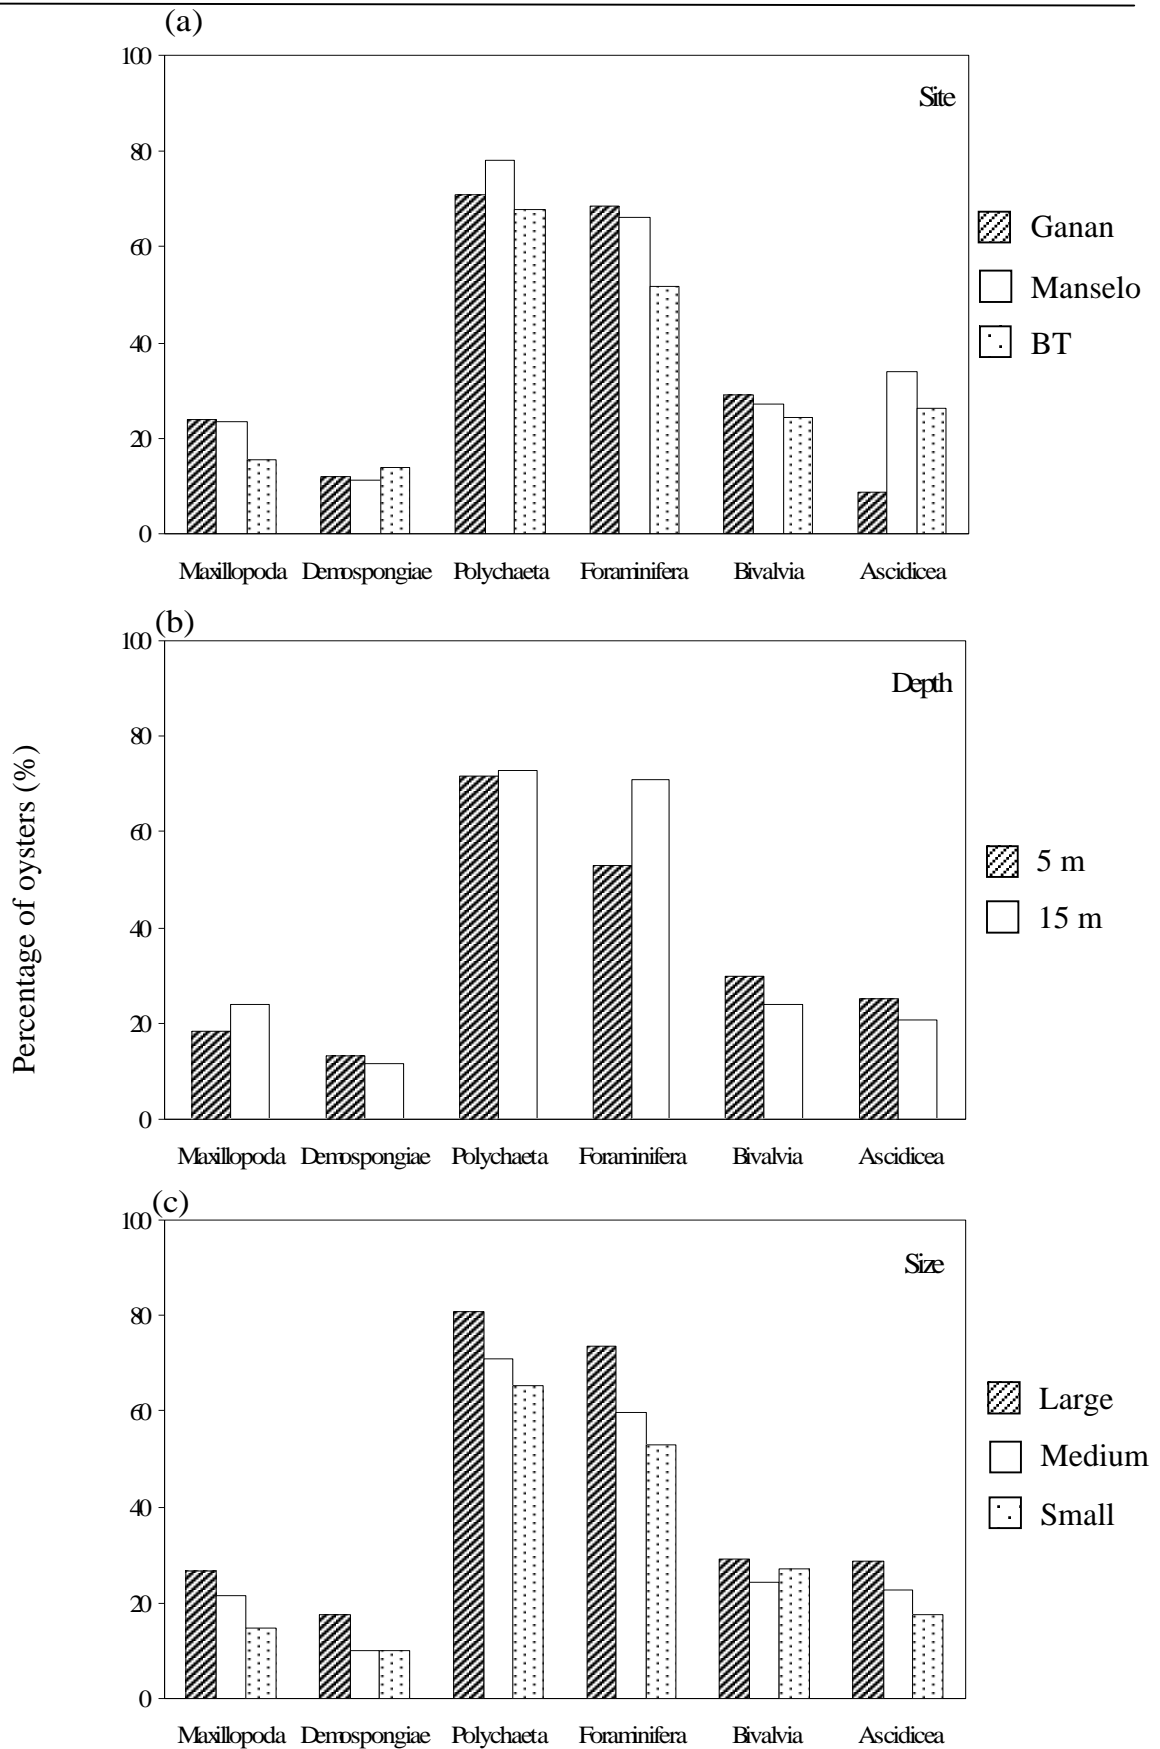 (a)
100
80
60
40
20
0
Site
Ganan
Manselo
BT
Maxillopoda Demospongiae Polychaeta Foraminifera Bivalvia Ascidicea
(b)
100
80
60
40
20
0
Depth
Percentage of oysters (%)
5 m
15 m
Maxillopoda Demospongiae Polychaeta Foraminifera Bivalvia Ascidicea
(c)
100
80
60
40
20
0
Size
Large
Medium
Small
Maxillopoda Demospongiae Polychaeta Foraminifera Bivalvia Ascidicea